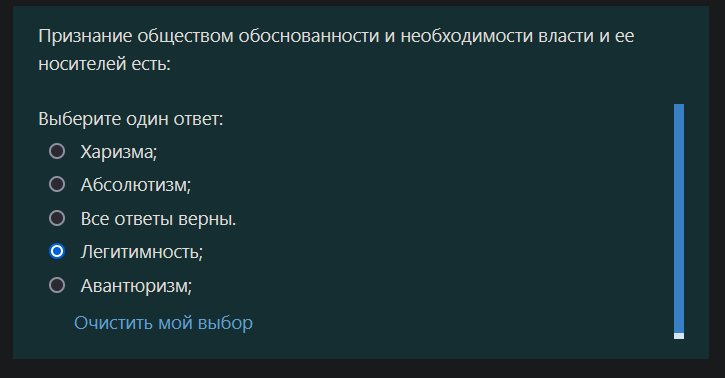 Признание обществом обоснованности и необходимости власти и ее
носителей есть:
Выберите один ответ:
Харизма;
Абсолютизм;
Все ответы верны.
Легитимность;
Авантюризм;
Очистить мой выбор